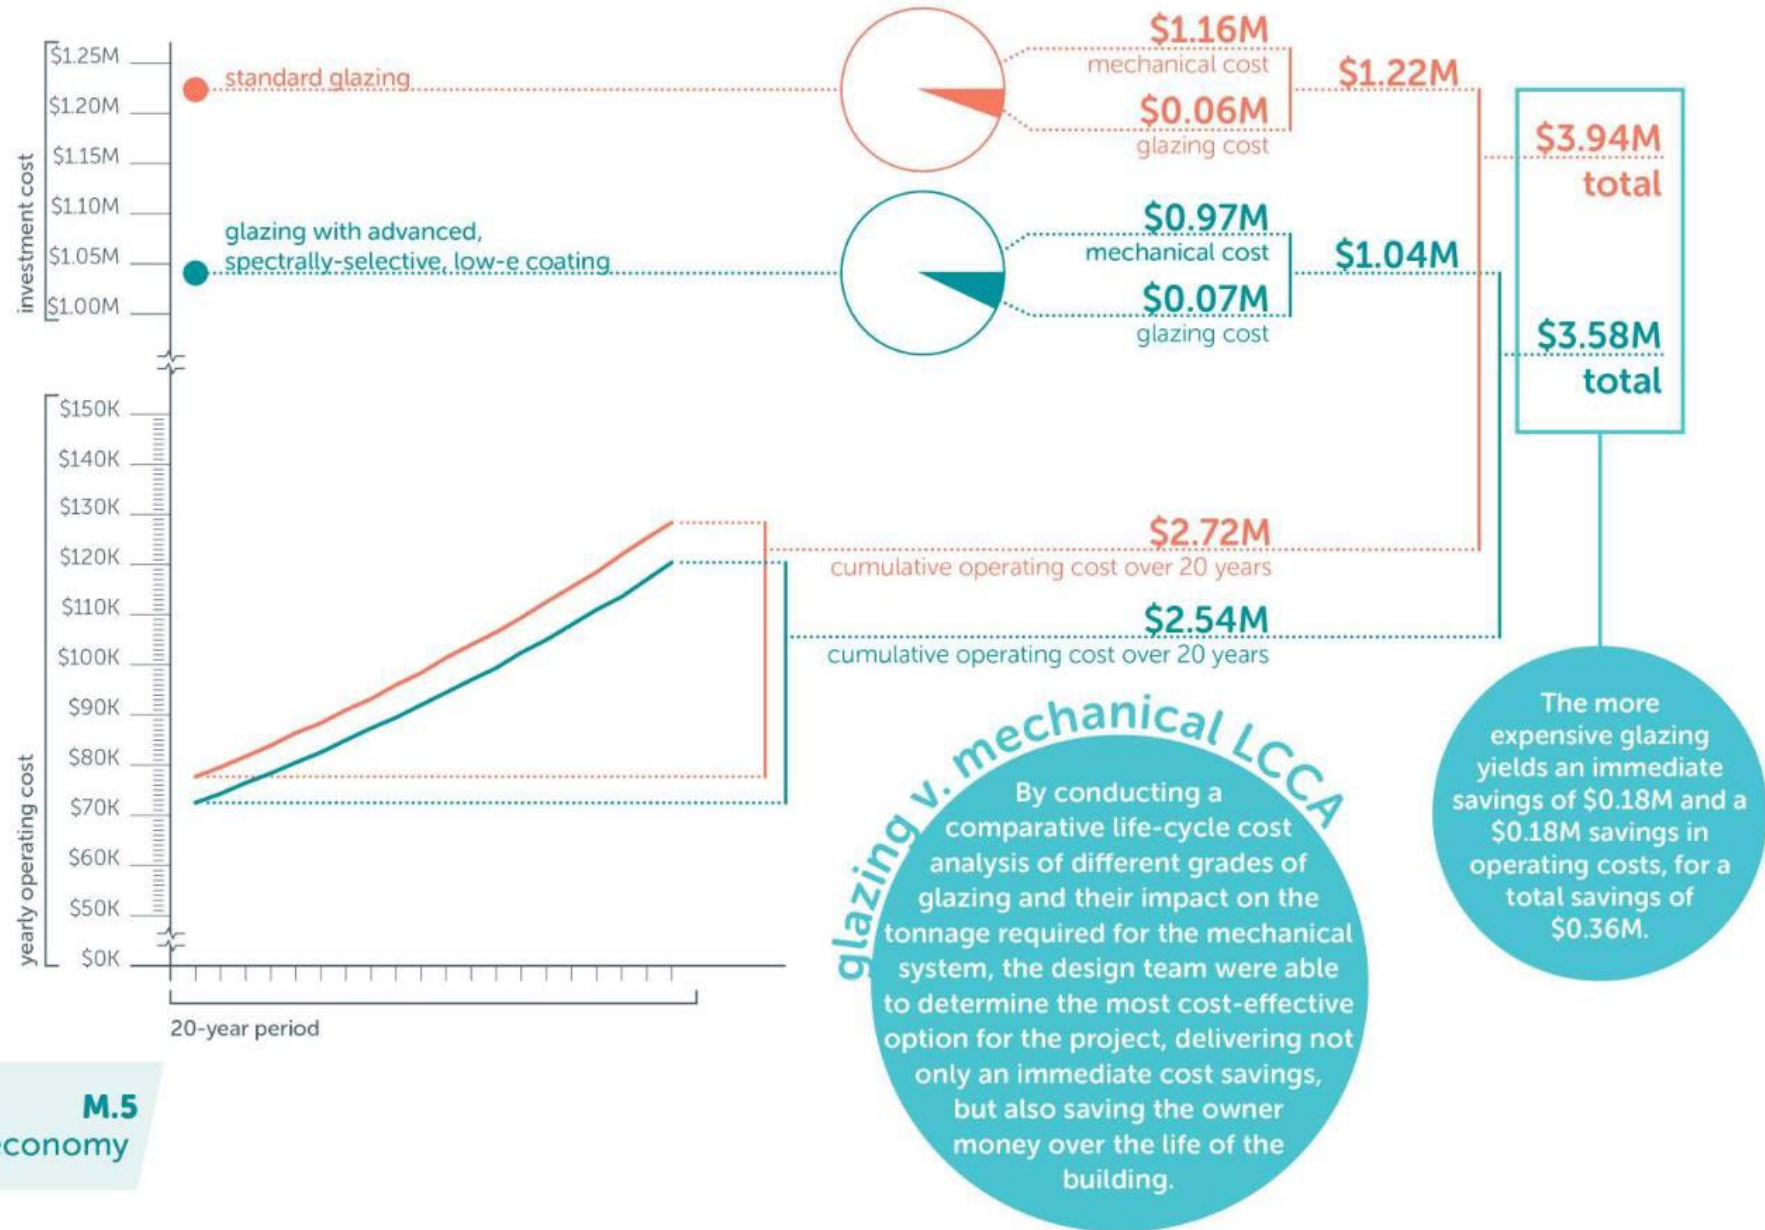 investment cost
$1.25M
$1.20M
$1.15M
$1.10M
$1.05M
$1.00M
standard glazing
glazing with advanced,
spectrally-selective, low-e coating
$1.16M
mechanical cost
$0.06M
glazing cost
$1.22M
$0.97M
mechanical cost
$0.07M
glazing cost
$1.04M
$3.94M
total
$3.58M
total
yearly operating cost
$150K
$140K
$130K
$120K
$110K
$100K
$90K
$80K
$70K
$60K
$50K
$0K
20-year period
$2.72M
cumulative operating cost over 20 years
$2.54M
cumulative operating cost over 20 years
glazing v. mechanical LCCA
By conducting a
comparative life-cycle cost
analysis of different grades of
glazing and their impact on the
tonnage required for the mechanical
system, the design team were able
to determine the most cost-effective
option for the project, delivering not
only an immediate cost savings,
but also saving the owner
money over the life of the
building.
The more
expensive glazing
yields an immediate
savings of $0.18M and a
$0.18M savings in
operating costs, for a
total savings of
$0.36M.
M.5
economy